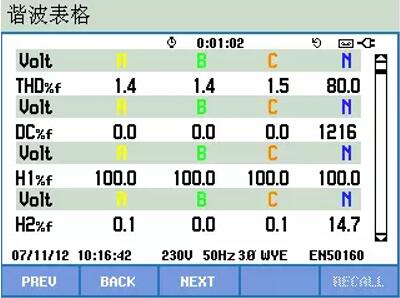 谐波表格
0:01:02
Volt A B C N
THD%f 1.4 1.4 1.5 80.0
Volt A B C N
DC%f 0.0 0.0 0.0 1216
Volt A B C N
H1%f 100.0 100.0 100.0 100.0
Volt A B C N
H2%f 0.1 0.0 0.1 14.7
07/11/12 10:16:42 230V 50Hz 3Ø WYE EN50160
PREV BACK NEXT RECALL